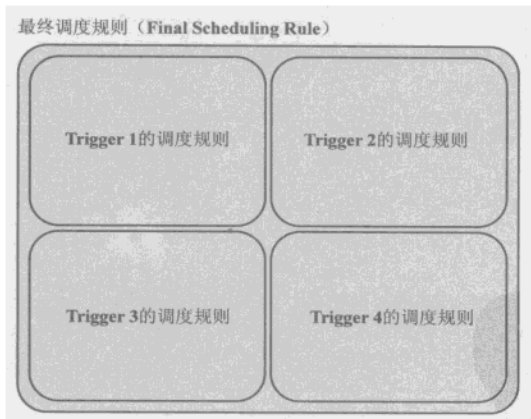 最终调度规则（Final Scheduling Rule）
Trigger 1的调度规则
Trigger 2的调度规则
Trigger 3的调度规则
Trigger 4的调度规则